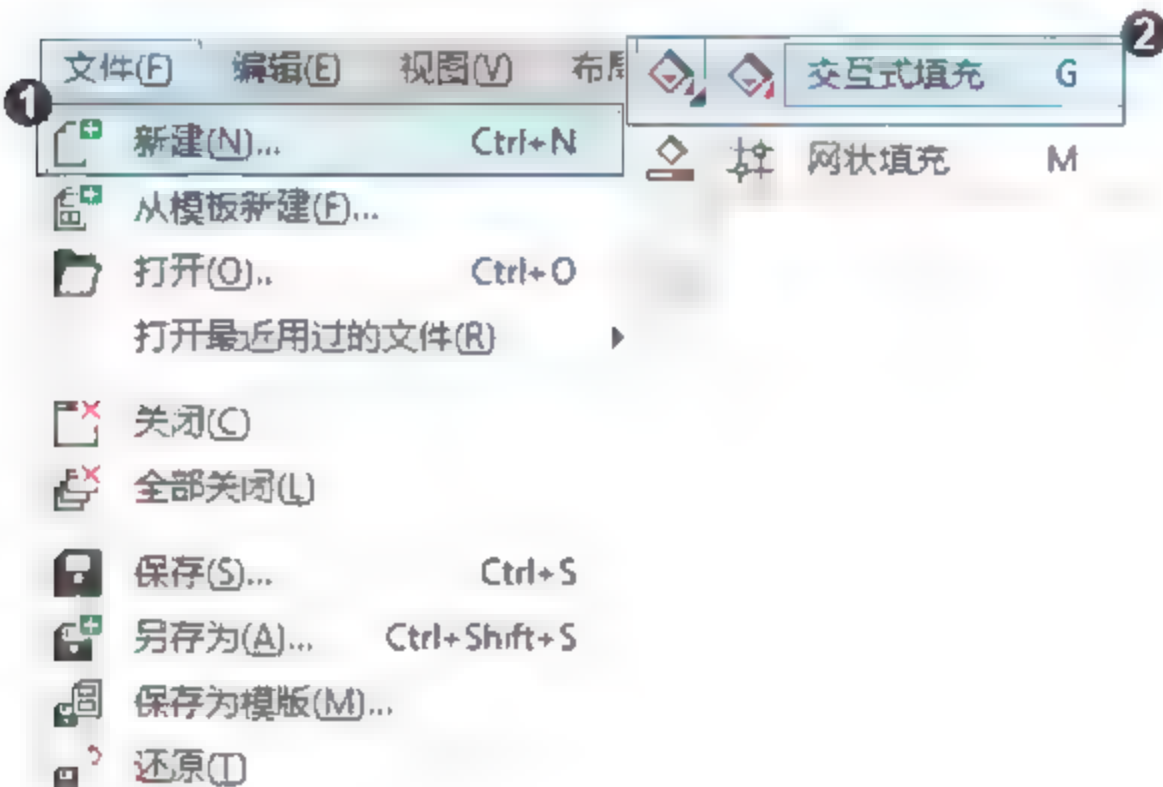 文件(F) 编辑(E) 视图(V) 布局
1
新建(N)... Ctrl+N
从模板新建(F)...
打开(O)... Ctrl+O
打开最近用过的文件(R)
关闭(C)
全部关闭(L)
保存(S)... Ctrl+S
另存为(A)... Ctrl+Shift+S
保存为模版(M)...
还原(T)
2
交互式填充 G
网状填充 M